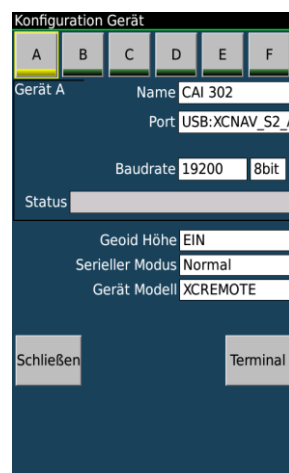 Konfiguration Gerät
A B C D E F
Gerät A
Name CAI 302
Port USB:XCNAV_S2_
Baudrate 19200 8bit
Status
Geoid Höhe EIN
Serieller Modus Normal
Gerät Modell XCREMOTE
Schließen Terminal